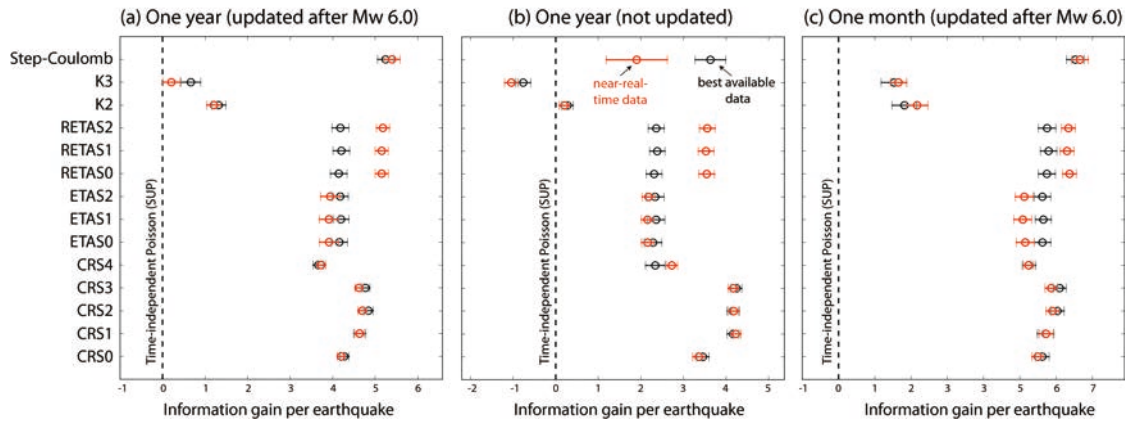 (a) One year (updated after Mw 6.0)
(b) One year (not updated)
(c) One month (updated after Mw 6.0)
Step-Coulomb
K3
K2
RETAS2
RETAS1
RETAS0
ETAS2
ETAS1
ETAS0
CRS4
CRS3
CRS2
CRS1
CRS0
Time-independent Poisson (SUP)
-1 0 1 2 3 4 5 6
Information gain per earthquake
near-real-
time data
best available
data
Time-independent Poisson (SUP)
-2 -1 0 1 2 3 4 5
Information gain per earthquake
Time-independent Poisson (SUP)
-1 0 1 2 3 4 5 6 7
Information gain per earthquake